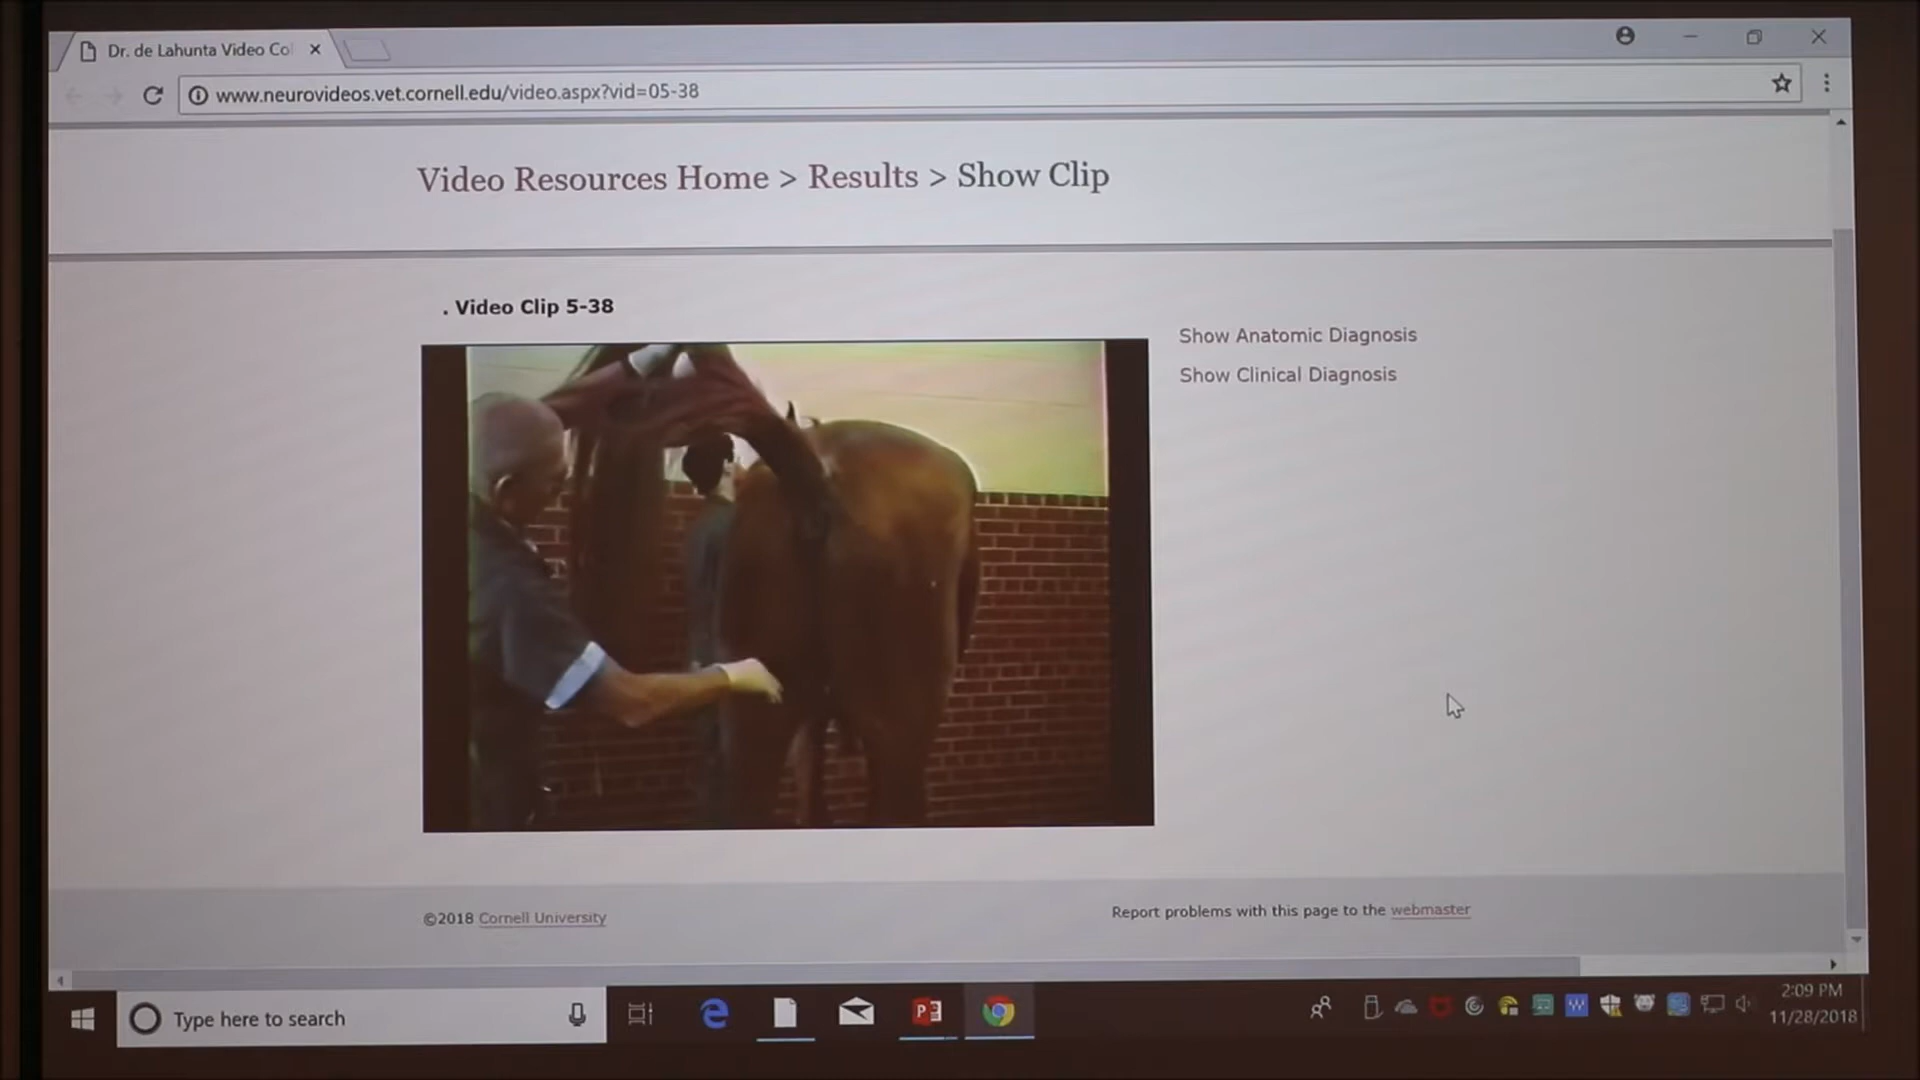 Dr. de Lahunta Video Co
www.neurovideos.vet.cornell.edu/video.aspx?vid=05-38
Video Resources Home > Results > Show Clip
. Video Clip 5-38
Show Anatomic Diagnosis
Show Clinical Diagnosis
©2018 Cornell University
Report problems with this page to the webmaster
Type here to search
2:09 PM
11/28/2018